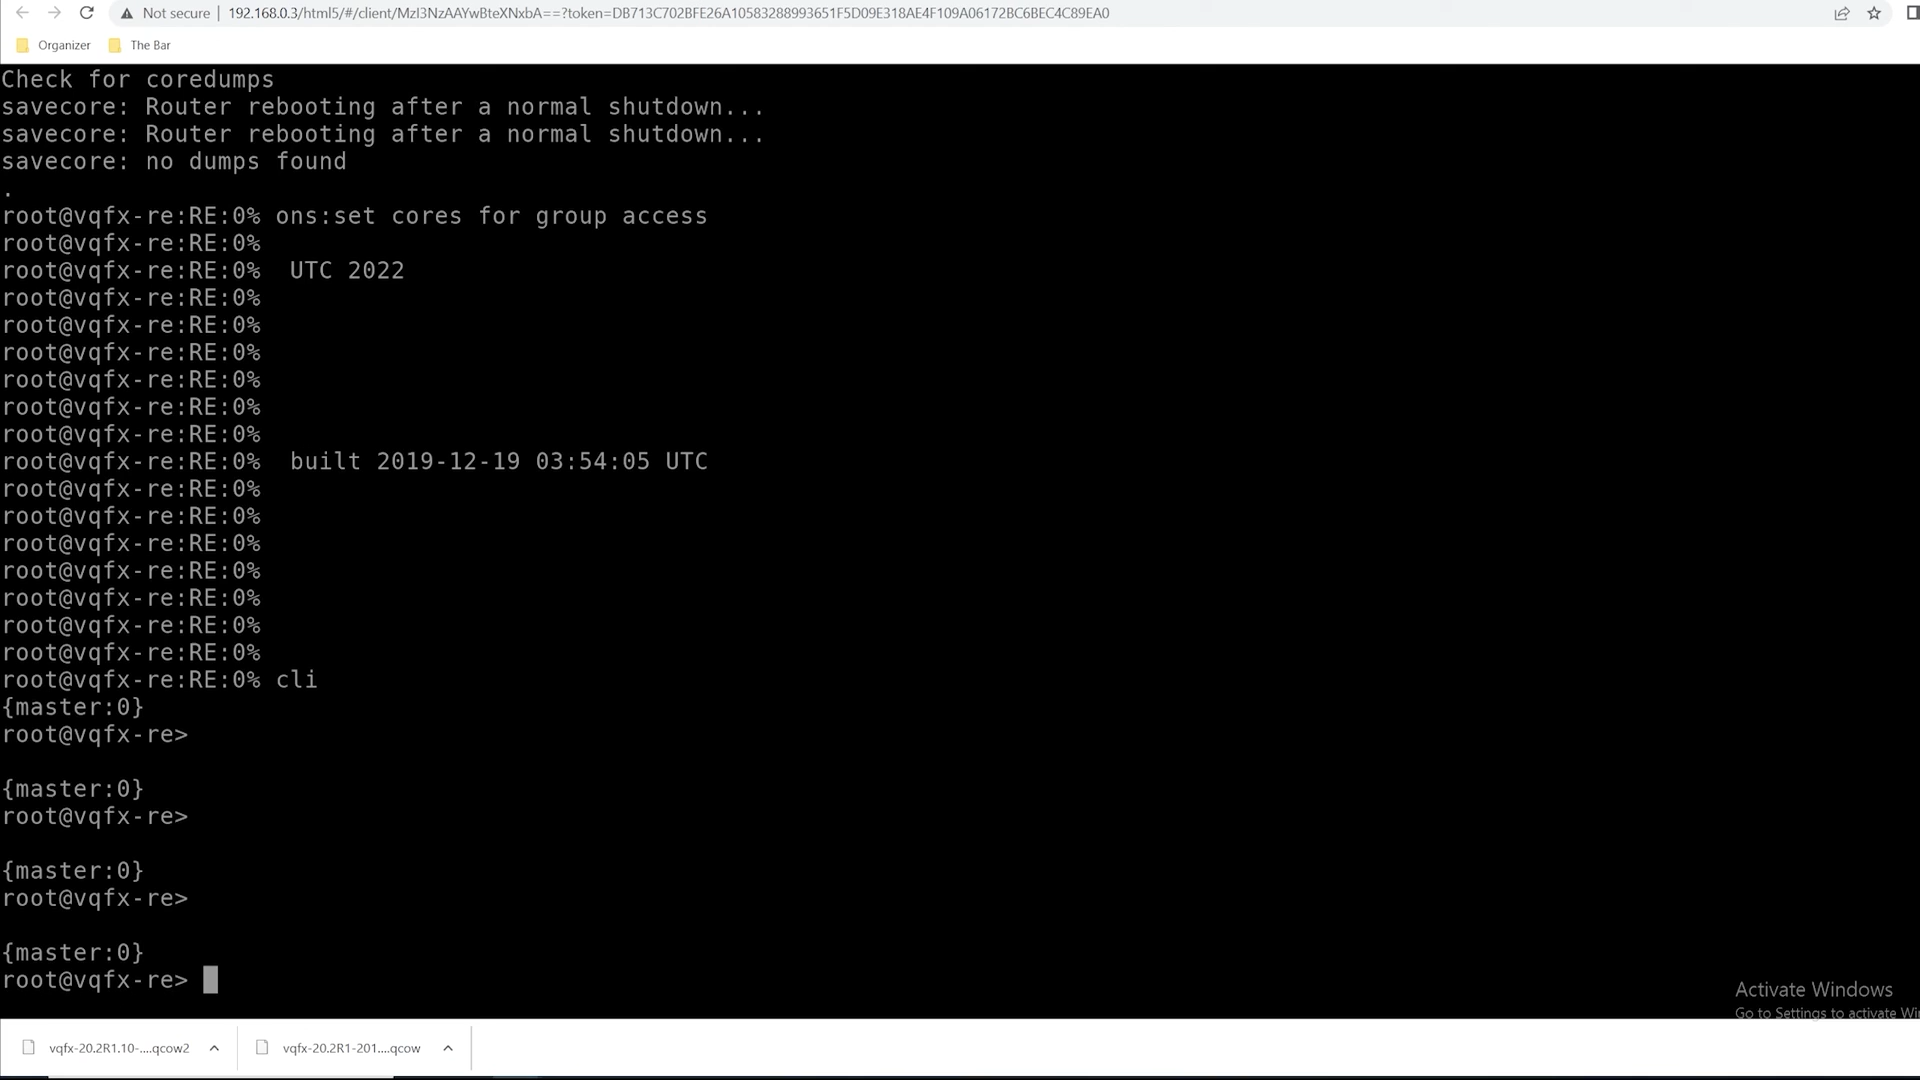 Not secure | 192.168.0.3/html5/#/client/MzI3NzAAYwBteXNxbA==?token=DB713C702BFE26A10583288993651F5D09E318AE4F109A06172BC6BEC4C89EA0
Organizer The Bar
Check for coredumps
savecore: Router rebooting after a normal shutdown...
savecore: Router rebooting after a normal shutdown...
savecore: no dumps found
.
root@vqfx-re:RE:0% ons:set cores for group access
root@vqfx-re:RE:0%
root@vqfx-re:RE:0%  UTC 2022
root@vqfx-re:RE:0%
root@vqfx-re:RE:0%
root@vqfx-re:RE:0%
root@vqfx-re:RE:0%
root@vqfx-re:RE:0%
root@vqfx-re:RE:0%
root@vqfx-re:RE:0%  built 2019-12-19 03:54:05 UTC
root@vqfx-re:RE:0%
root@vqfx-re:RE:0%
root@vqfx-re:RE:0%
root@vqfx-re:RE:0%
root@vqfx-re:RE:0%
root@vqfx-re:RE:0%
root@vqfx-re:RE:0%
root@vqfx-re:RE:0% cli
{master:0}
root@vqfx-re>
{master:0}
root@vqfx-re>
{master:0}
root@vqfx-re>
{master:0}
root@vqfx-re>
Activate Windows
Go to Settings to activate Wi
vqfx-20.2R1.10-....qcow2 vqfx-20.2R1-201....qcow